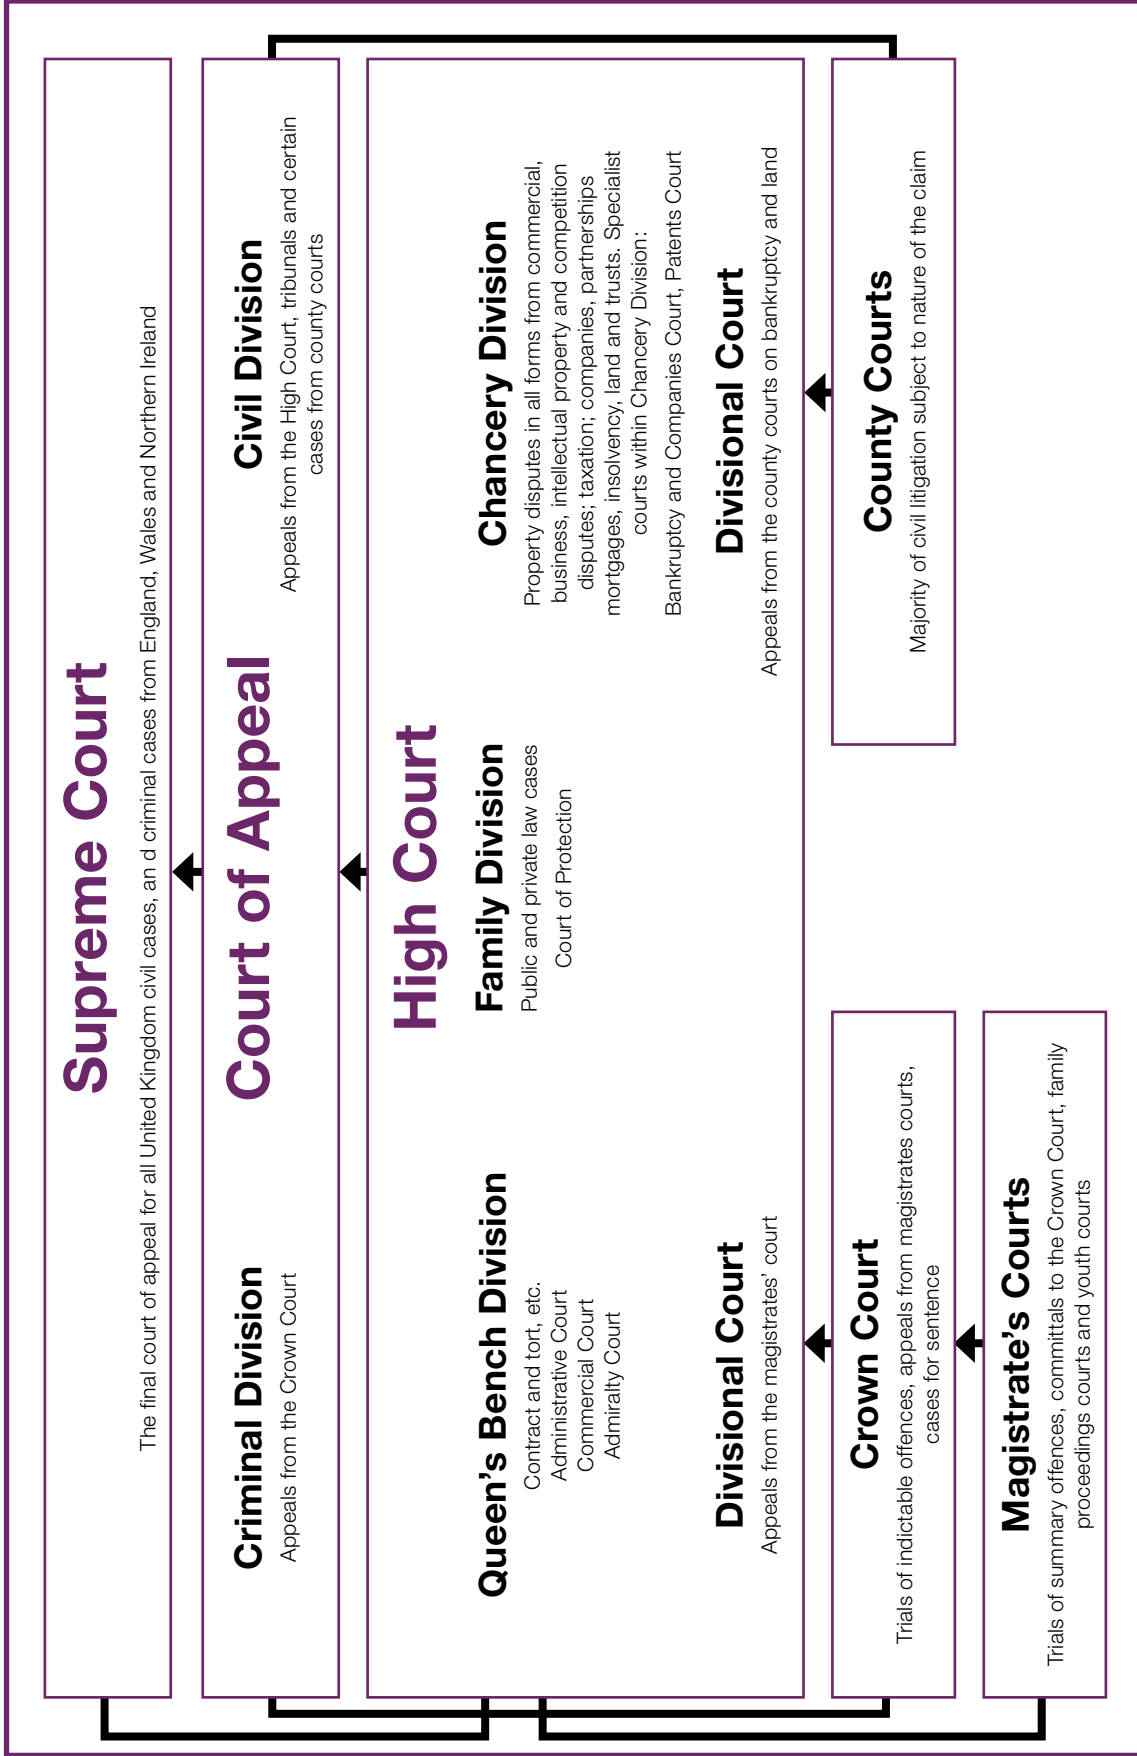 Supreme Court
The final court of appeal for all United Kingdom civil cases, an d criminal cases from England, Wales and Northern Ireland
Court of Appeal
Criminal Division
Appeals from the Crown Court
Civil Division
Appeals from the High Court, tribunals and certain
cases from county courts
High Court
Queen's Bench Division
Contract and tort, etc.
Administrative Court
Commercial Court
Admiralty Court
Divisional Court
Appeals from the magistrates' court
Family Division
Public and private law cases
Court of Protection
Chancery Division
Property disputes in all forms from commercial,
business, intellectual property and competition
disputes; taxation; companies, partnerships
mortgages, insolvency, land and trusts. Specialist
courts within Chancery Division:
Bankruptcy and Companies Court, Patents Court
Divisional Court
Appeals from the county courts on bankruptcy and land
Crown Court
Trials of indictable offences, appeals from magistrates courts,
cases for sentence
County Courts
Majority of civil litigation subject to nature of the claim
Magistrate's Courts
Trials of summary offences, committals to the Crown Court, family
proceedings courts and youth courts